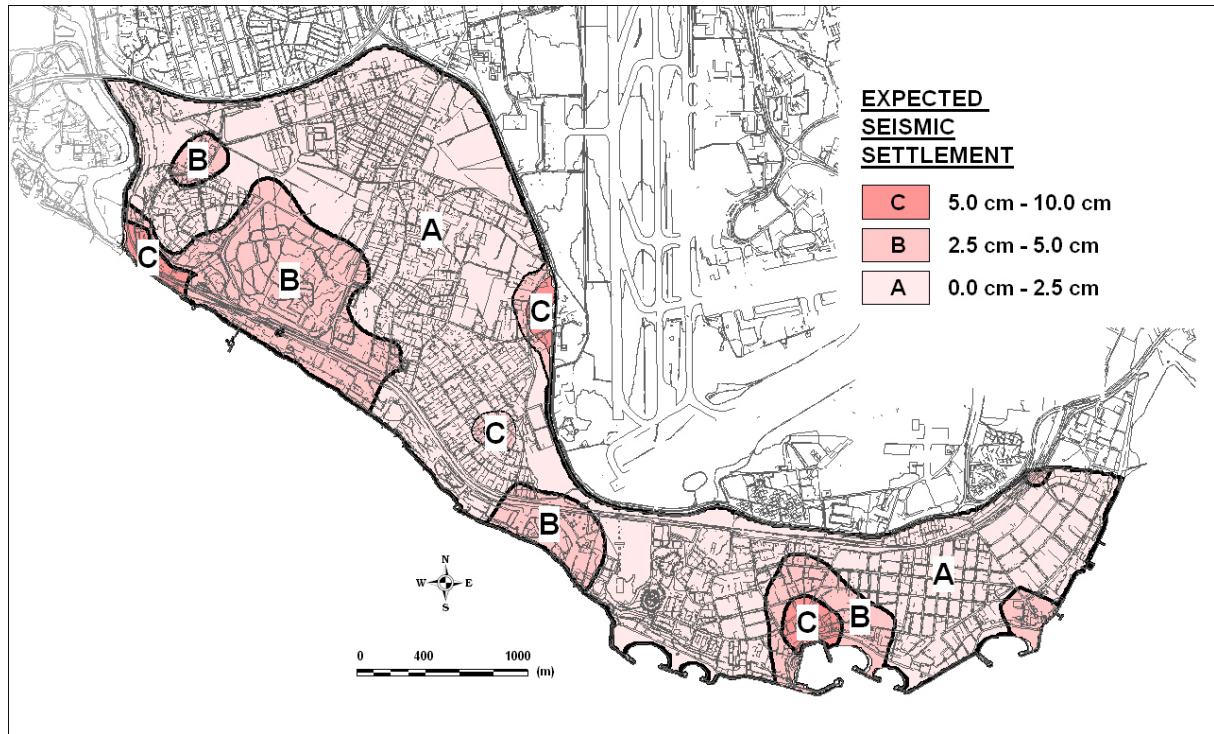 EXPECTED
SEISMIC
SETTLEMENT
C 5.0 cm - 10.0 cm
B 2.5 cm - 5.0 cm
A 0.0 cm - 2.5 cm
B
A
C
B
C
C
B
A
C
B
N
W E
S
0 400 1000 (m)